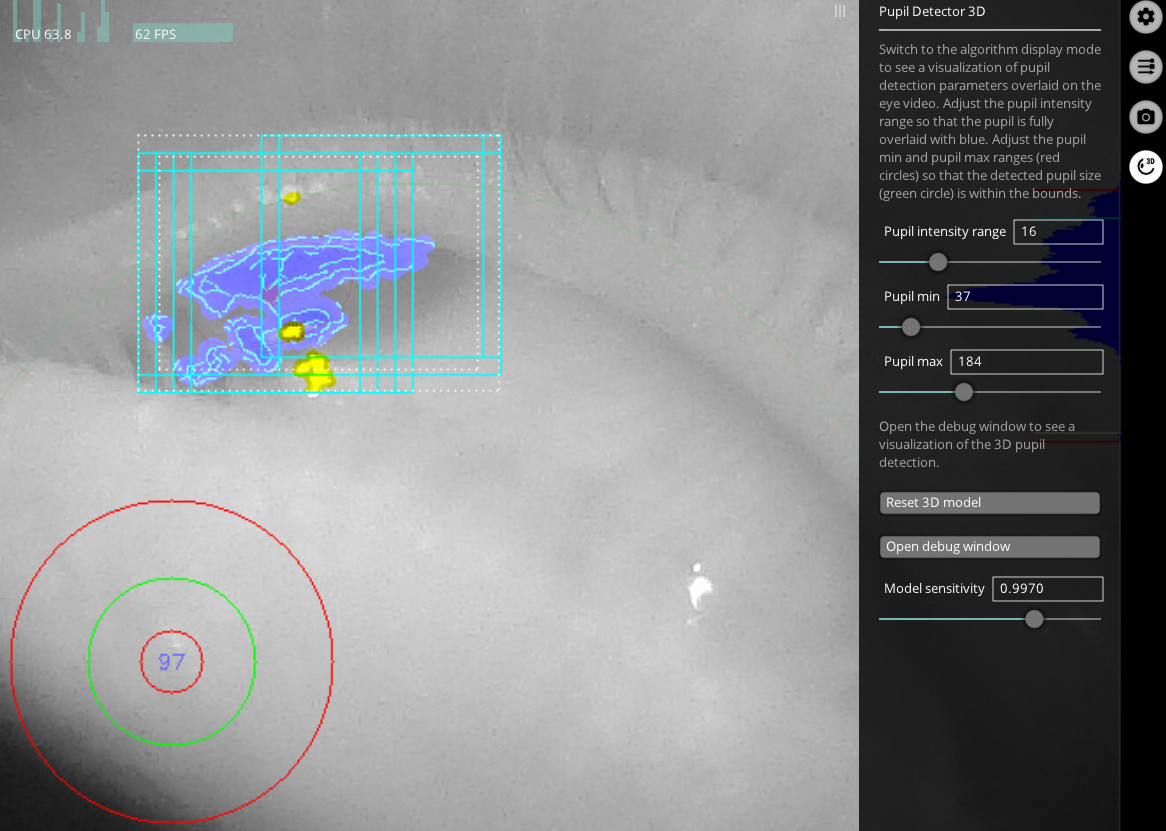 CPU 63.8
62 FPS
97
Pupil Detector 3D
Switch to the algorithm display mode
to see a visualization of pupil
detection parameters overlaid on the
eye video. Adjust the pupil intensity
range so that the pupil is fully
overlaid with blue. Adjust the pupil
min and pupil max ranges (red
circles) so that the detected pupil size
(green circle) is within the bounds.
Pupil intensity range 16
Pupil min 37
Pupil max 184
Open the debug window to see a
visualization of the 3D pupil
detection.
Reset 3D model
Open debug window
Model sensitivity 0.9970
3D